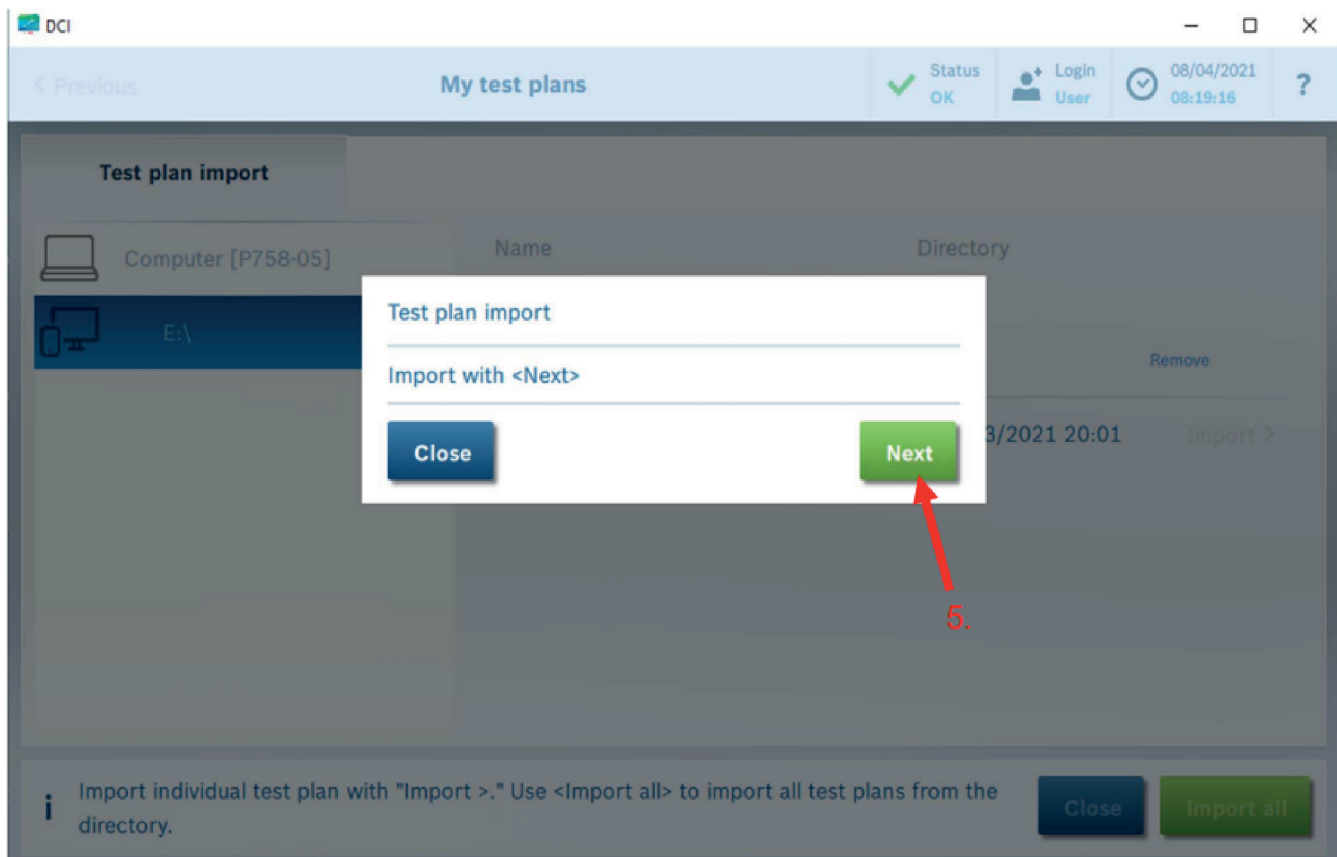 DCI
< Previous
My test plans
Status
OK
Login
User
08/04/2021
08:19:16
?
Test plan import
Computer [P758-05]
E:\
Name
Directory
Remove
3/2021 20:01
Import >
Test plan import
Import with <Next>
Close
Next
5.
i
Import individual test plan with "Import >." Use <Import all> to import all test plans from the
directory.
Close
Import all